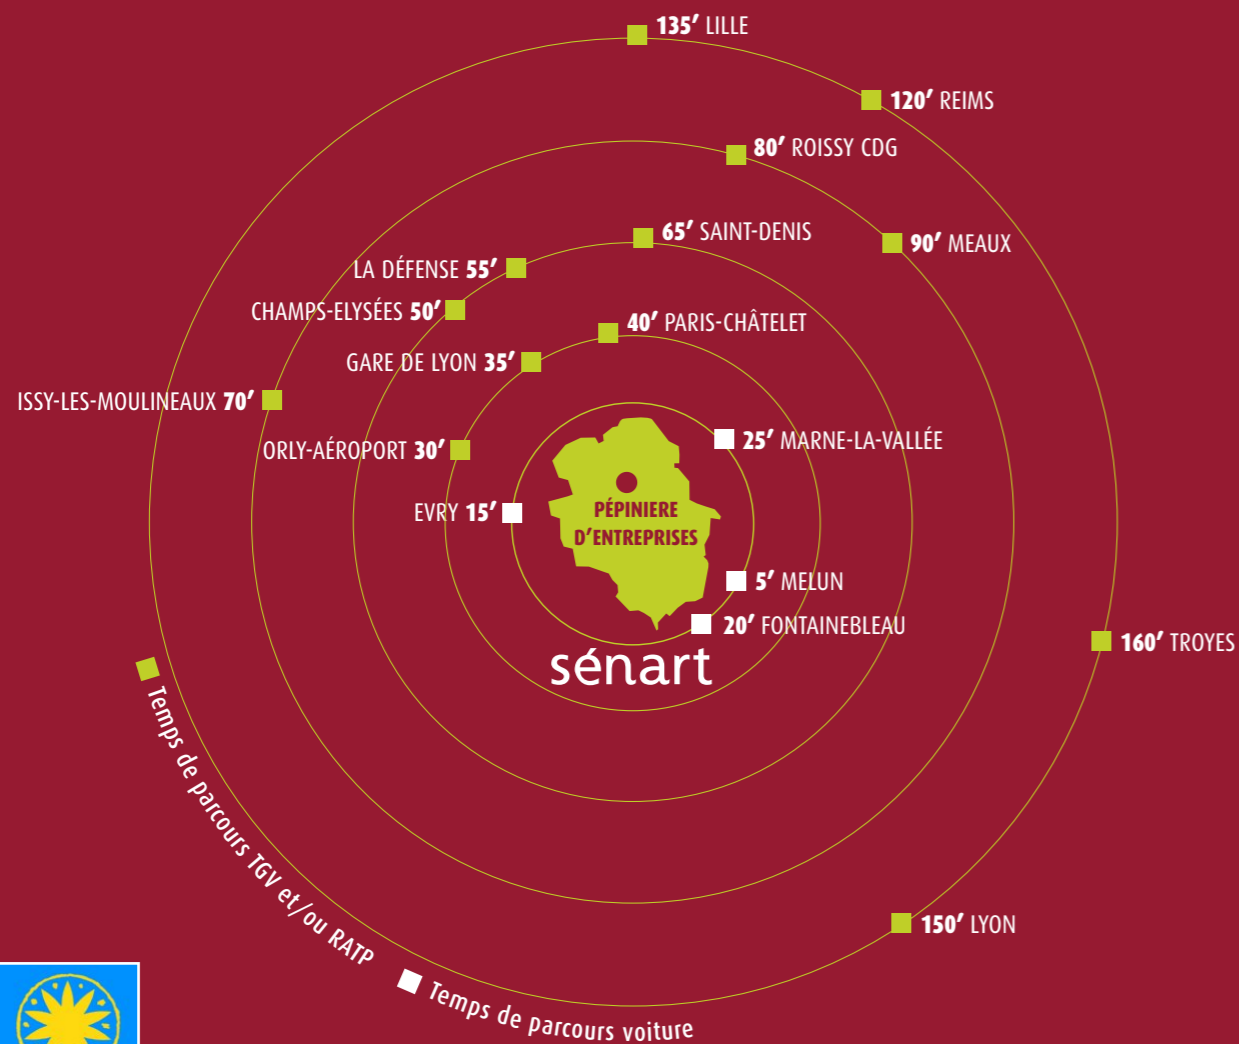 135’ LILLE
120’ REIMS
80’ ROISSY CDG
65’ SAINT-DENIS
90’ MEAUX
LA DÉFENSE 55’
CHAMPS-ELYSÉES 50’
40’ PARIS-CHÂTELET
GARE DE LYON 35’
ISSY-LES-MOULINEAUX 70’
25’ MARNE-LA-VALLÉE
ORLY-AÉROPORT 30’
EVRY 15’
PÉPINIERE
D’ENTREPRISES
5’ MELUN
20’ FONTAINEBLEAU
sénart
160’ TROYES
150’ LYON
Temps de parcours TGV et/ou RATP
Temps de parcours voiture